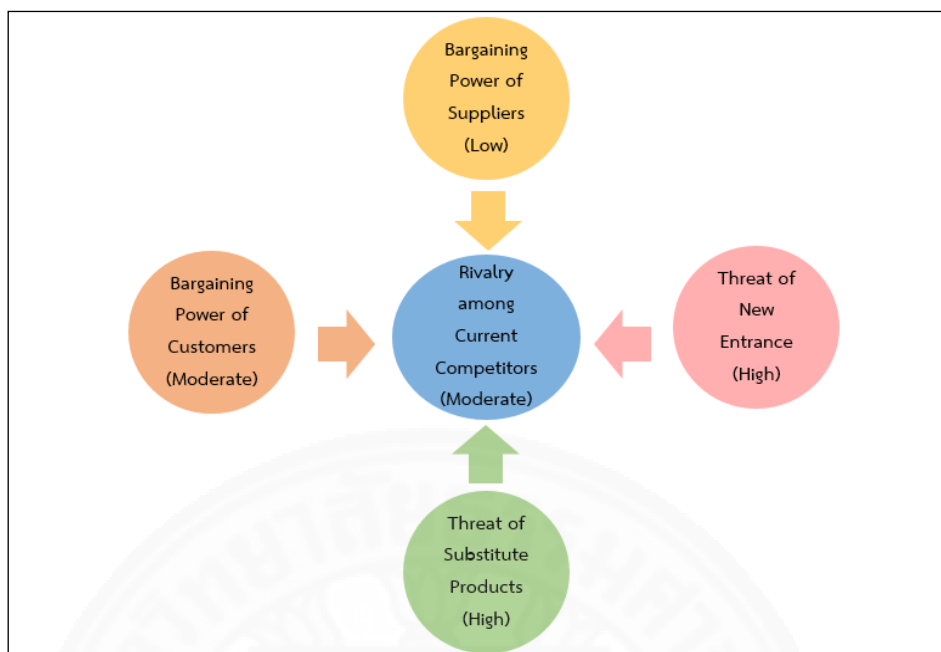 Bargaining
Power of
Suppliers
(Low)
Bargaining
Power of
Customers
(Moderate)
Rivalry
among
Current
Competitors
(Moderate)
Threat of
New
Entrance
(High)
Threat of
Substitute
Products
(High)